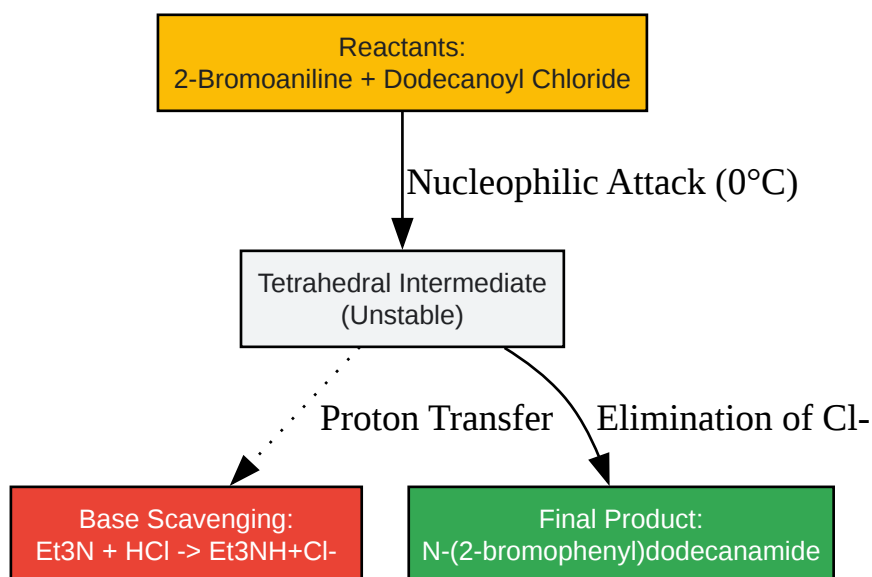 Reactants:
2-Bromoaniline + Dodecanoyl Chloride
Nucleophilic Attack (0°C)
Tetrahedral Intermediate
(Unstable)
Proton Transfer
Elimination of Cl-
Base Scavenging:
Et3N + HCl -> Et3NH+Cl-
Final Product:
N-(2-bromophenyl)dodecanamide